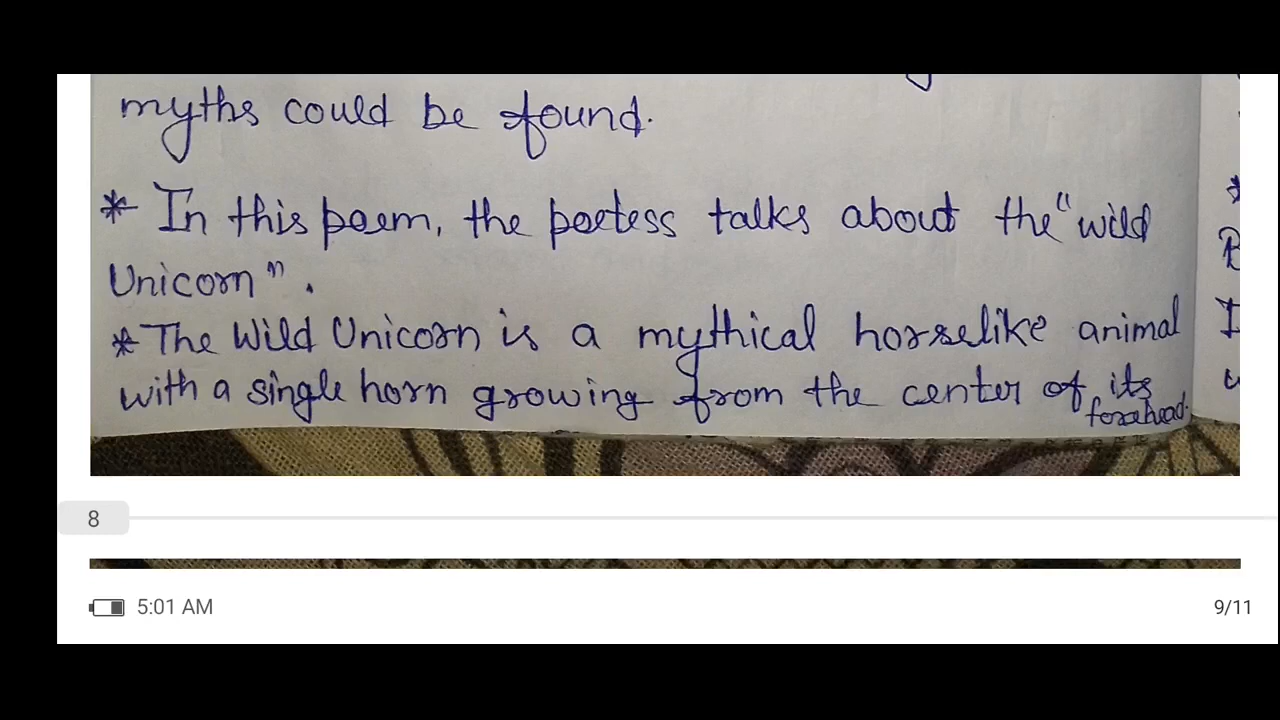 myths could be found.
* In this poem, the poetess talks about the "wild
Unicorn".
* The Wild Unicorn is a mythical horselike animal
with a single horn growing from the center of its
forehead.
8
5:01 AM
9/11